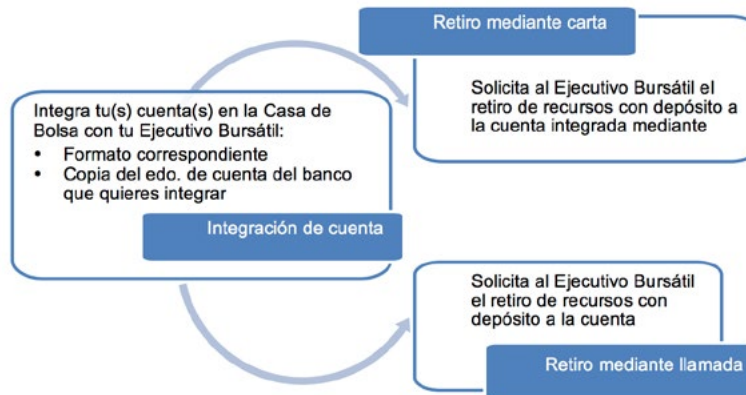 Retiro mediante carta
Solicita al Ejecutivo Bursátil el
retiro de recursos con depósito a
la cuenta integrada mediante
Integra tu(s) cuenta(s) en la Casa de
Bolsa con tu Ejecutivo Bursátil:
• Formato correspondiente
• Copia del edo. de cuenta del banco
que quieres integrar
Integración de cuenta
Solicita al Ejecutivo Bursátil
el retiro de recursos con
depósito a la cuenta
Retiro mediante llamada